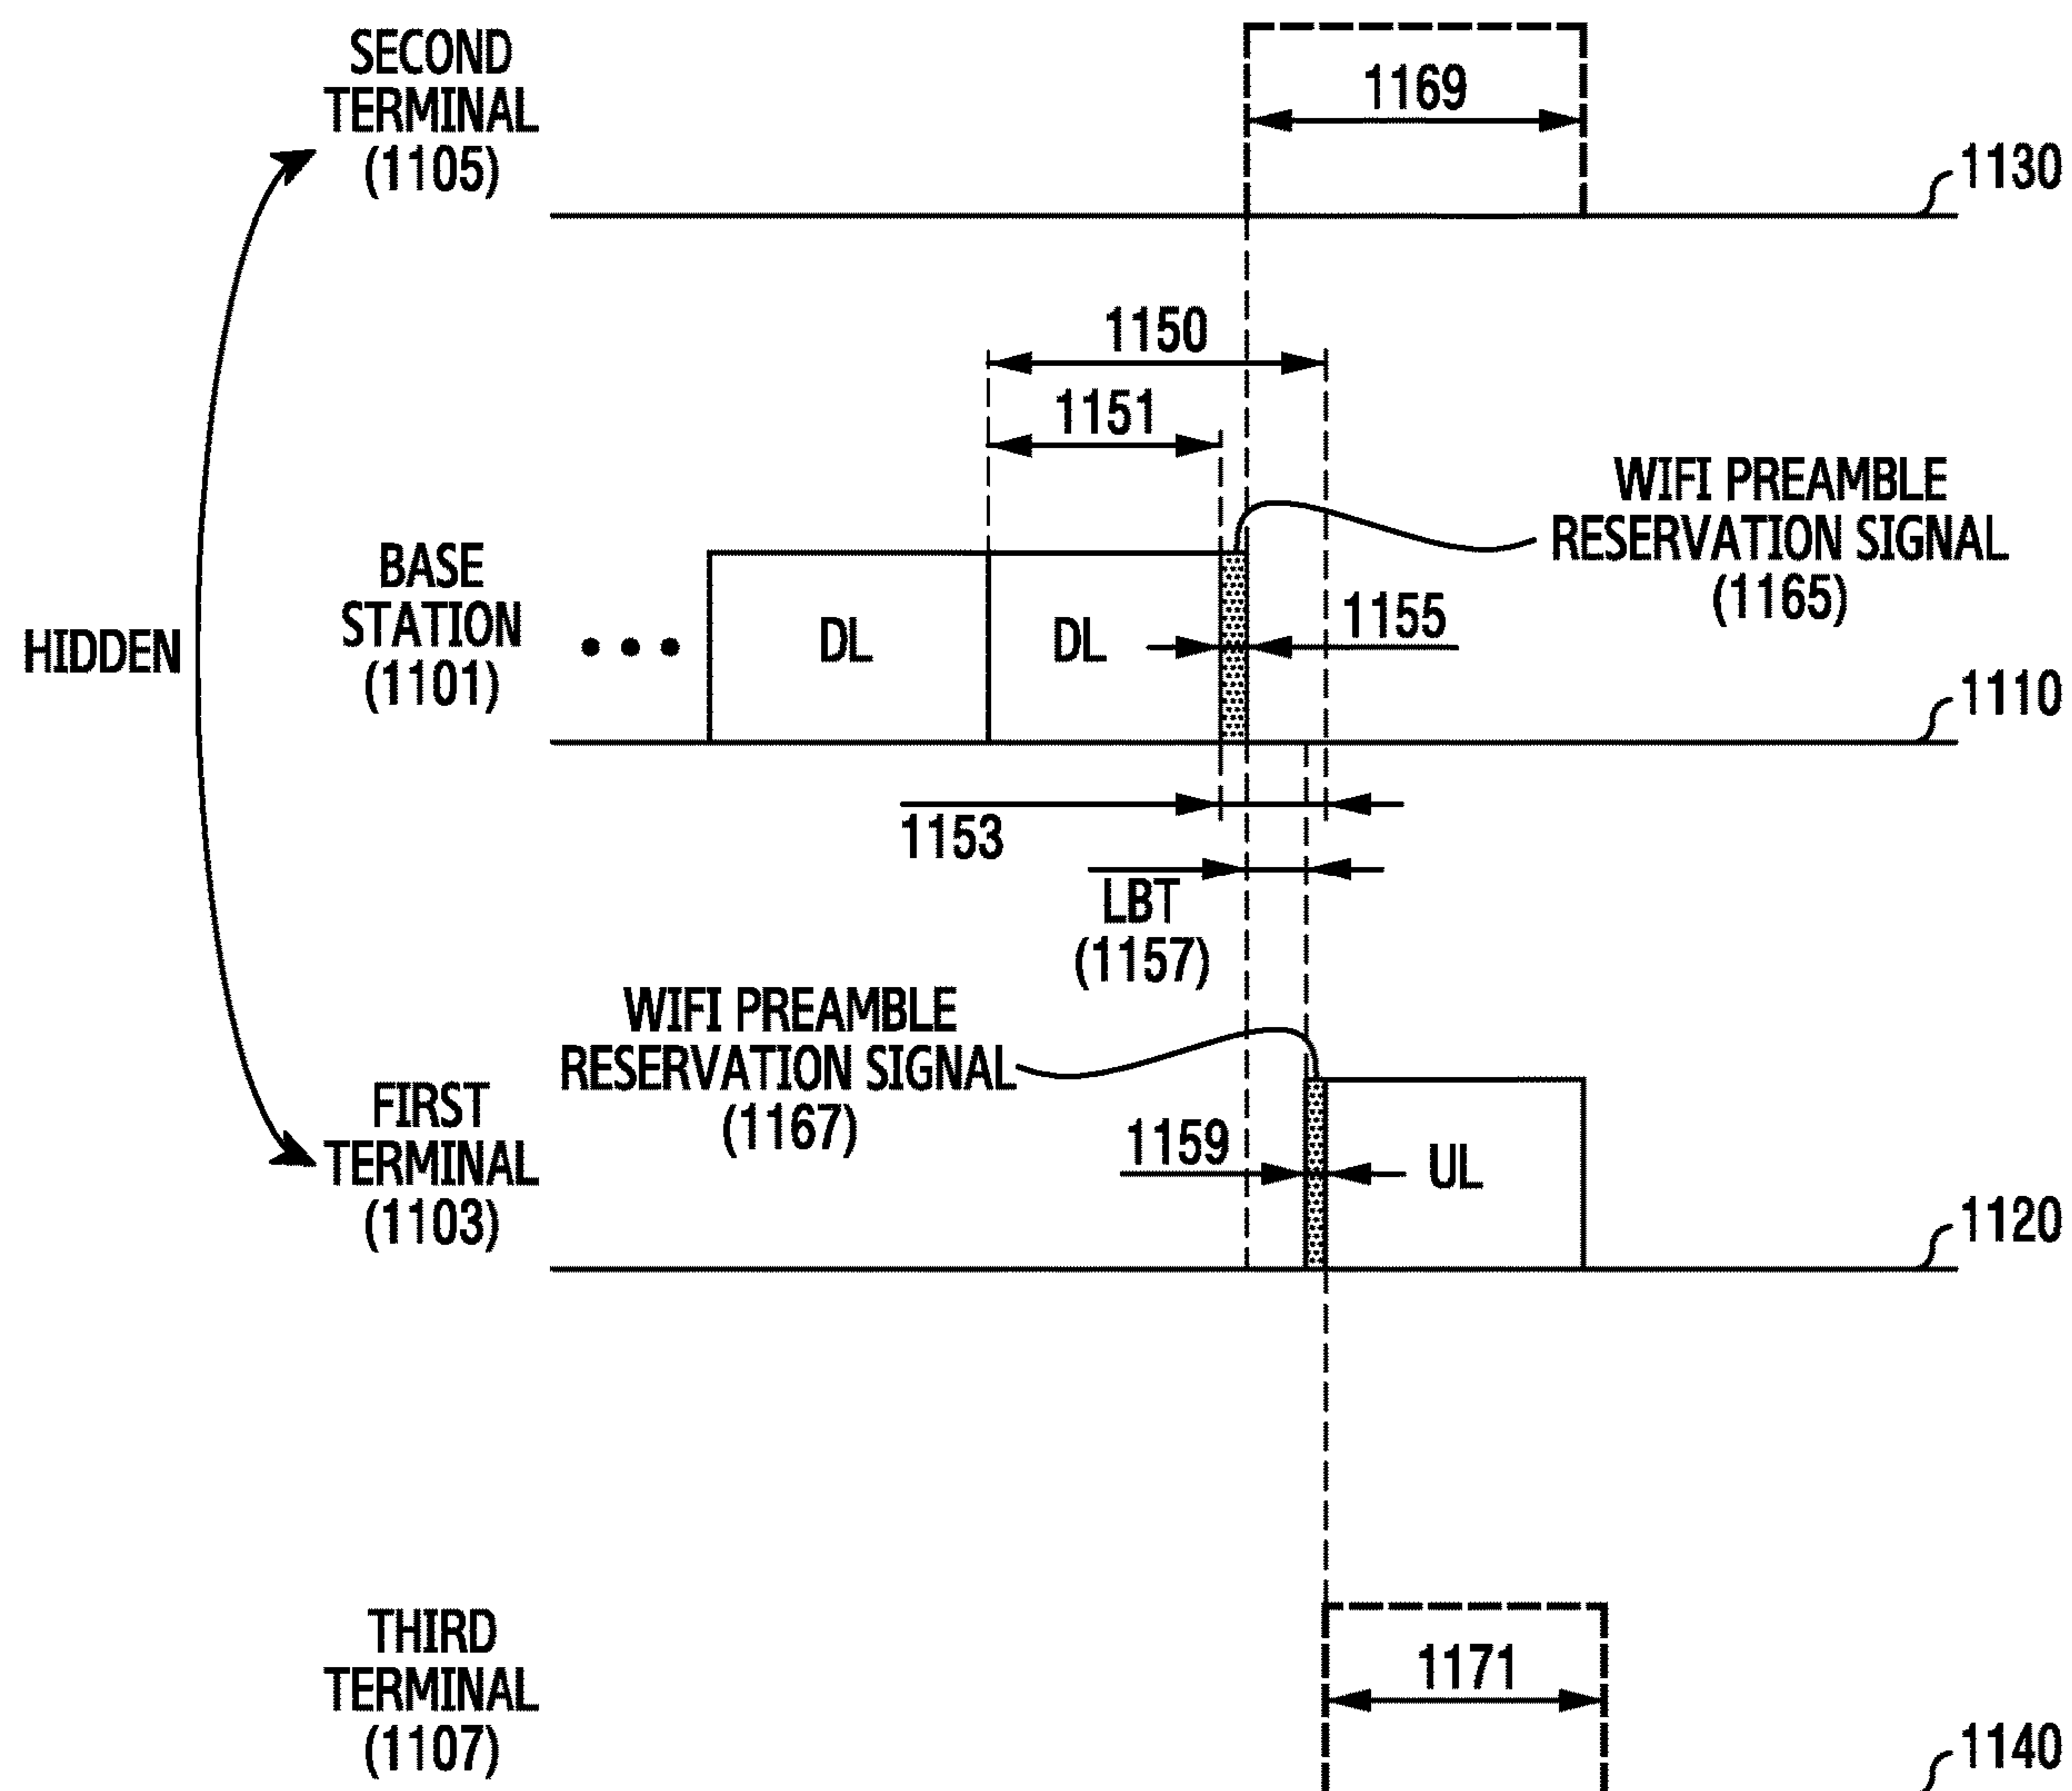 SECOND
TERMINAL
(1105)
1169
1130
1150
1151
WIFI PREAMBLE
RESERVATION SIGNAL
(1165)
BASE
STATION
(1101)
HIDDEN
DL
DL
1155
1110
1153
LBT
(1157)
WIFI PREAMBLE
RESERVATION SIGNAL
(1167)
FIRST
TERMINAL
(1103)
1159
UL
1120
THIRD
TERMINAL
(1107)
1171
1140